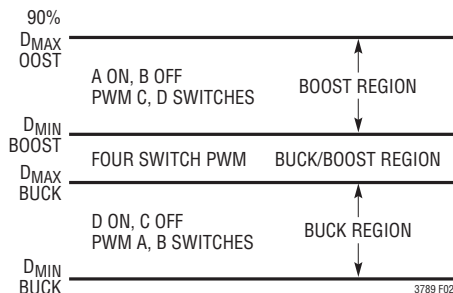 90%
DMAX
OOST
A ON, B OFF
PWM C, D SWITCHES
BOOST REGION
DMIN
BOOST
FOUR SWITCH PWM
BUCK/BOOST REGION
DMAX
BUCK
D ON, C OFF
PWM A, B SWITCHES
BUCK REGION
DMIN
BUCK
3789 F02